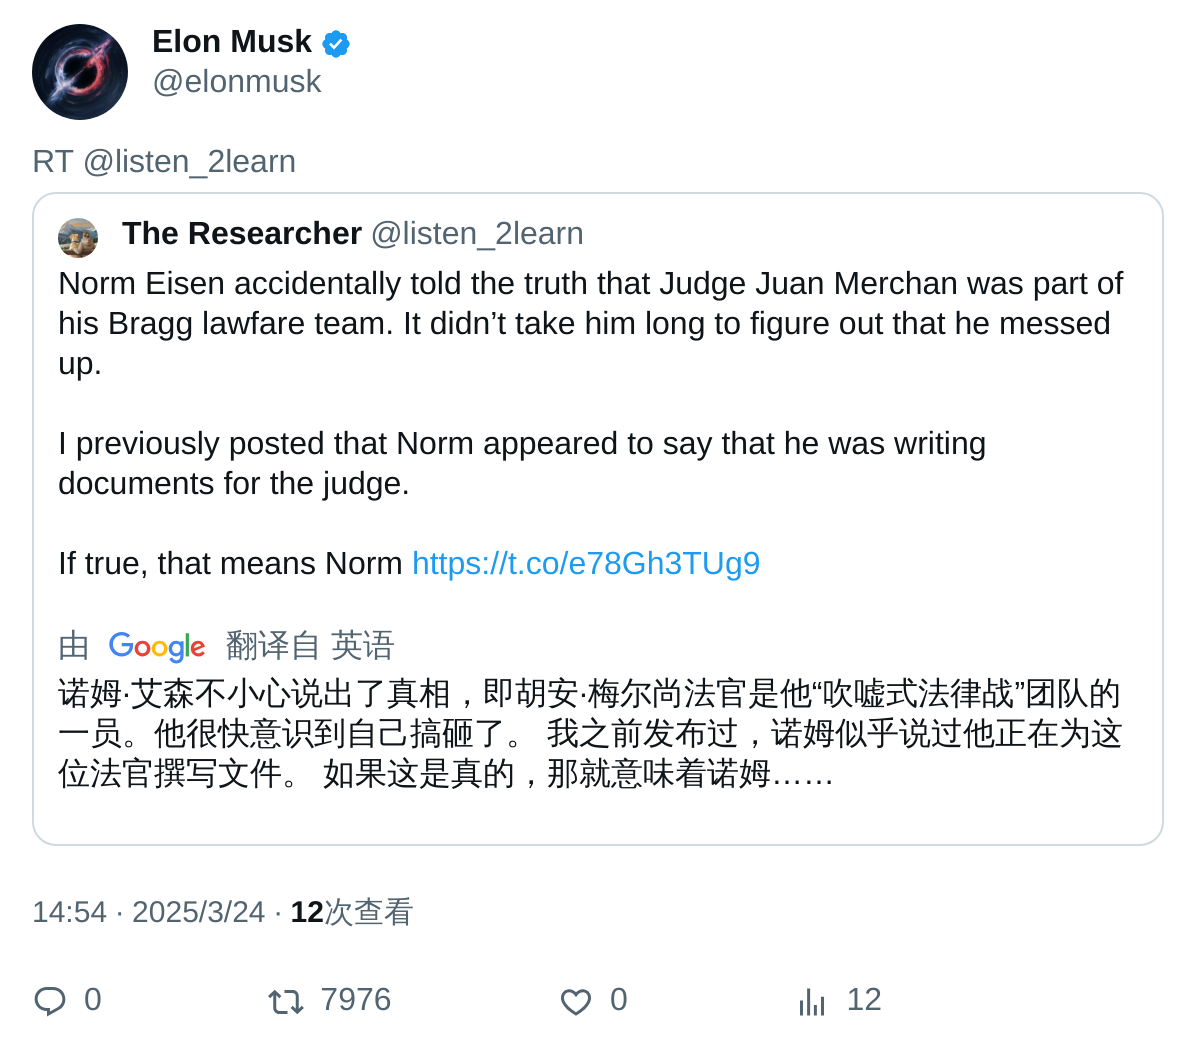 Elon Musk
@elonmusk
RT @listen_2learn
The Researcher @listen_2learn
Norm Eisen accidentally told the truth that Judge Juan Merchan was part of
his Bragg lawfare team. It didn’t take him long to figure out that he messed
up.
I previously posted that Norm appeared to say that he was writing
documents for the judge.
If true, that means Norm https://t.co/e78Gh3TUg9
由 Google 翻译自 英语
诺姆·艾森不小心说出了真相，即胡安·梅尔尚法官是他“吹嘘式法律战”团队的
一员。他很快意识到自己搞砸了。 我之前发布过，诺姆似乎说过他正在为这
位法官撰写文件。 如果这是真的，那就意味着诺姆……
14:54 · 2025/3/24 · 12次查看
0 7976 0 12